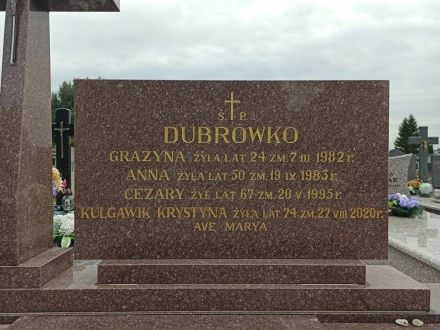 Ś. P.
DUBRÓWKO
GRAŻYNA ŻYŁA LAT 24 ZM. 7 III 1982 r.
ANNA ŻYŁA LAT 50 ZM. 19 IX 1983 r.
CEZARY ŻYŁ LAT 67 ZM. 20 V 1995 r.
KULGAWIK KRYSTYNA ŻYŁA LAT 74 ZM. 27 VIII 2020 r.
AVE MARYA